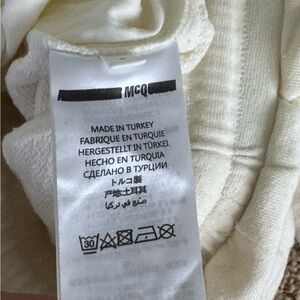 McQ
MADE IN TURKEY
FABRIQUE EN TURQUIE
HERGESTELLT IN TÜRKEI
HECHO EN TURQUIA
СДЕЛАНО В ТУРЦИИ
トルコ製
产地土耳其
صنع في تركيا
30